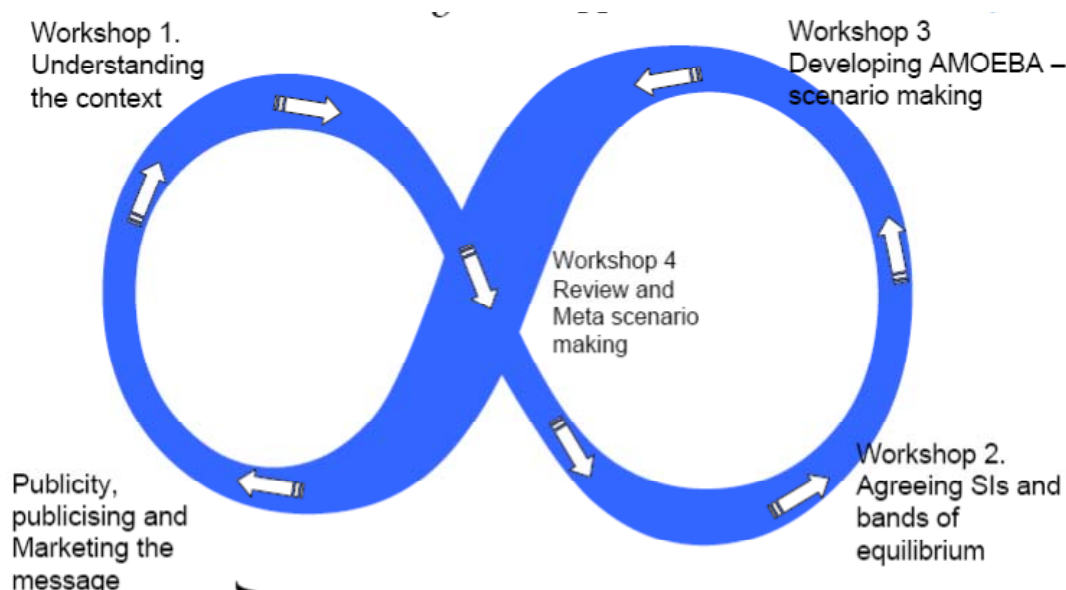 Workshop 1.
Understanding
the context
Workshop 3
Developing AMOEBA –
scenario making
Workshop 4
Review and
Meta scenario
making
Workshop 2.
Agreeing SIs and
bands of
equilibrium
Publicity,
publicising and
Marketing the
message